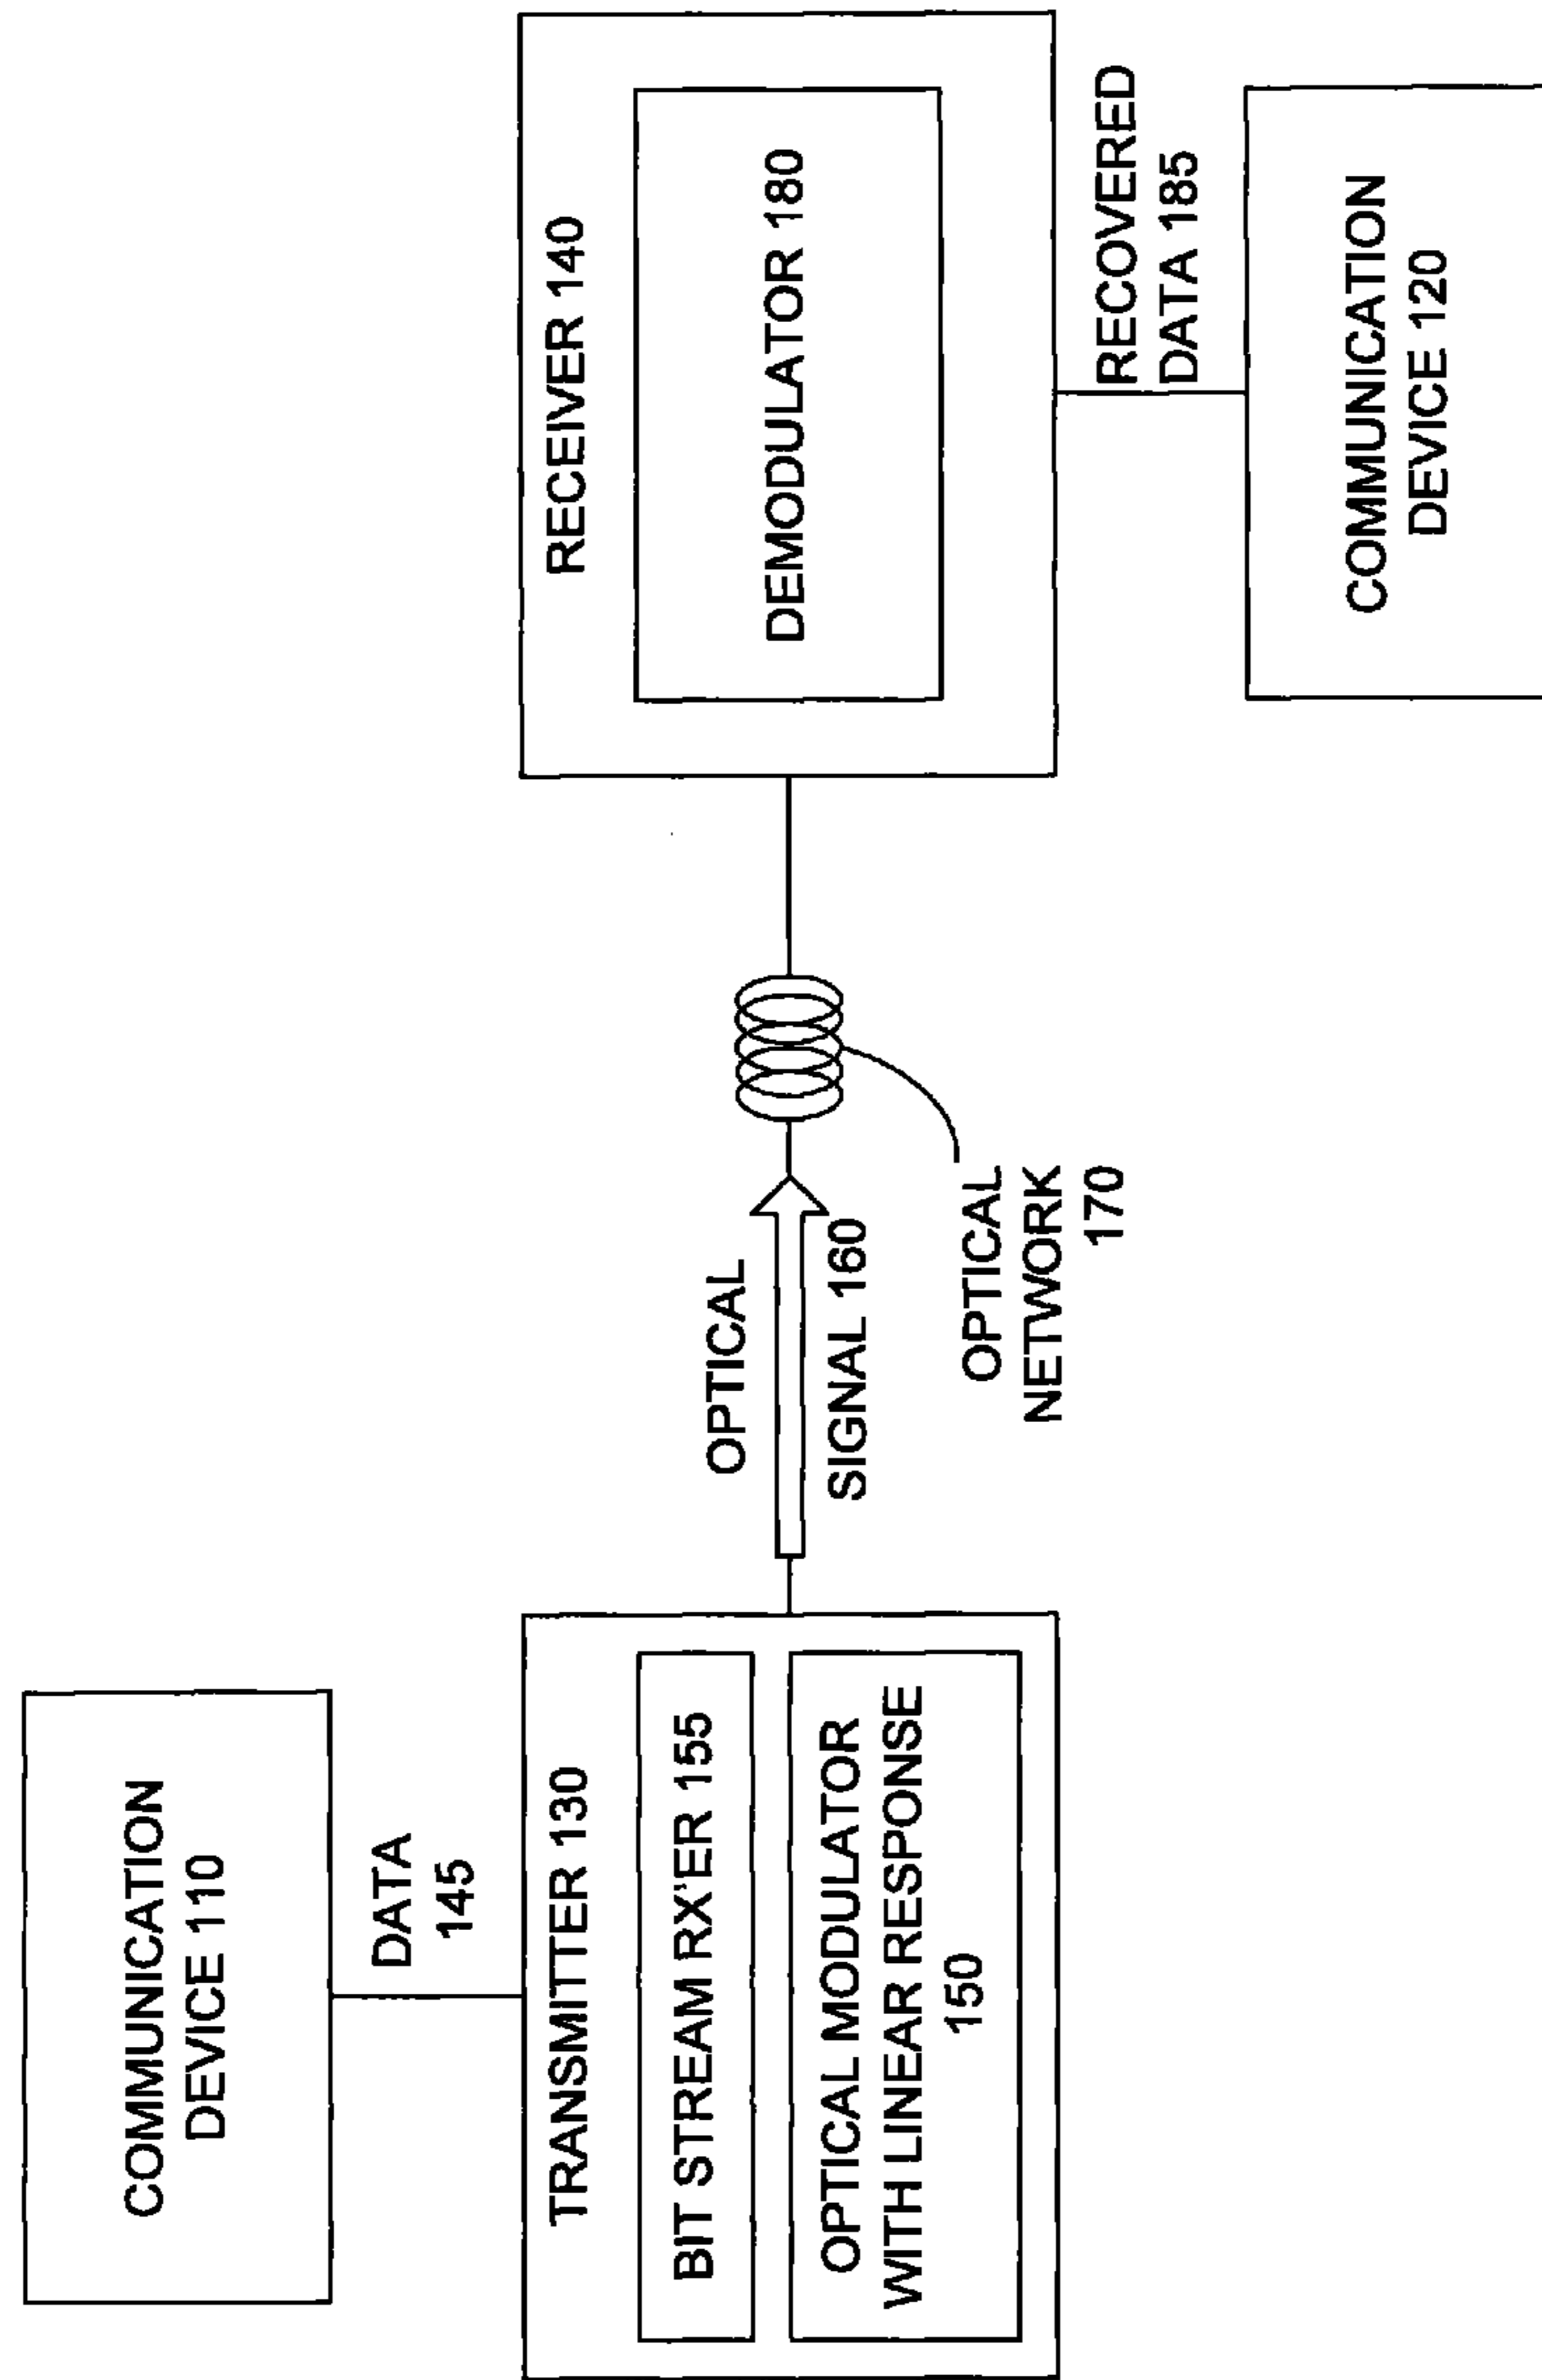 COMMUNICATION
DEVICE 110
DATA
145
TRANSMITTER 130
BIT STREAM RX'ER 155
OPTICAL MODULATOR
WITH LINEAR RESPONSE
150
OPTICAL
SIGNAL 160
OPTICAL
NETWORK
170
RECEIVER 140
DEMODULATOR 180
RECOVERED
DATA 185
COMMUNICATION
DEVICE 120